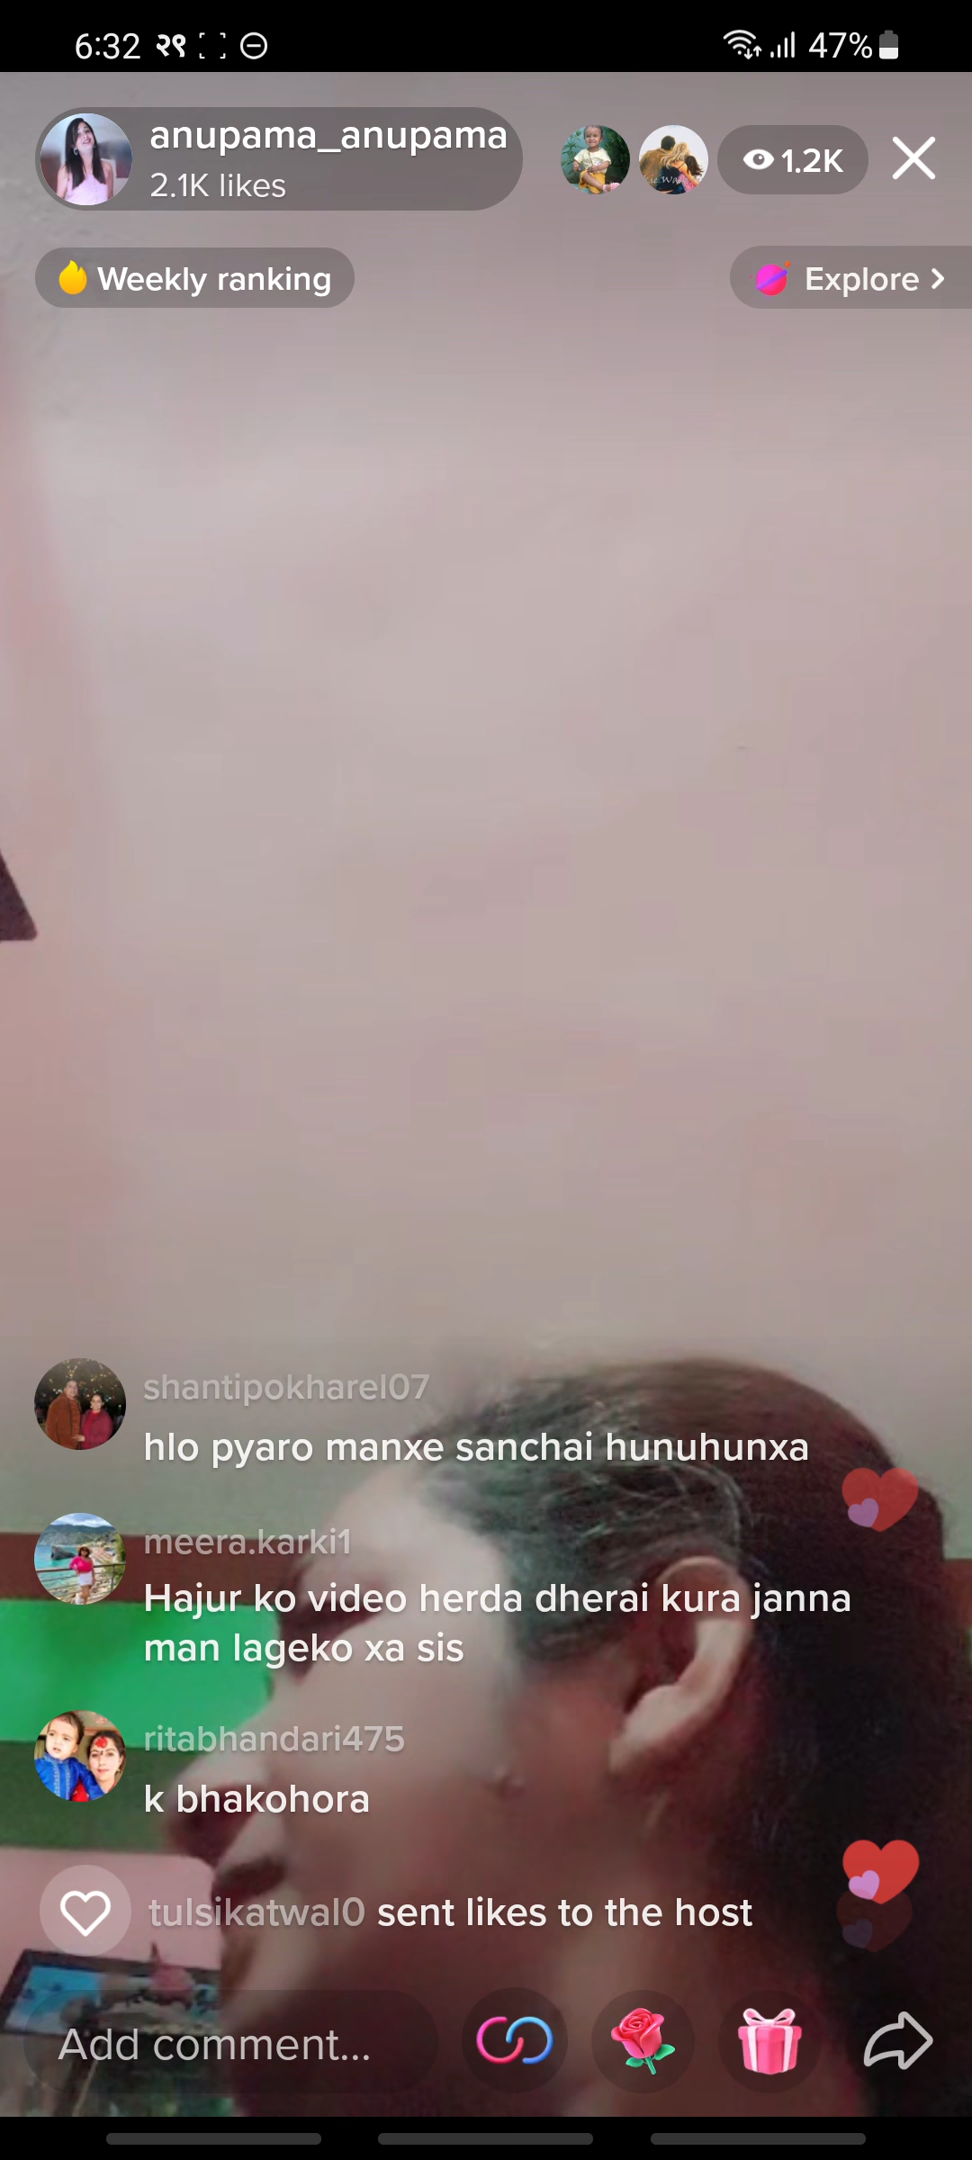 6:32 २९ 47%
anupama_anupama
2.1K likes
1.2K
Weekly ranking
Explore >
shantipokharel07
hlo pyaro manxe sanchai hunuhunxa
meera.karki1
Hajur ko video herda dherai kura janna
man lageko xa sis
ritabhandari475
k bhakohora
tulsikatwal0 sent likes to the host
Add comment...